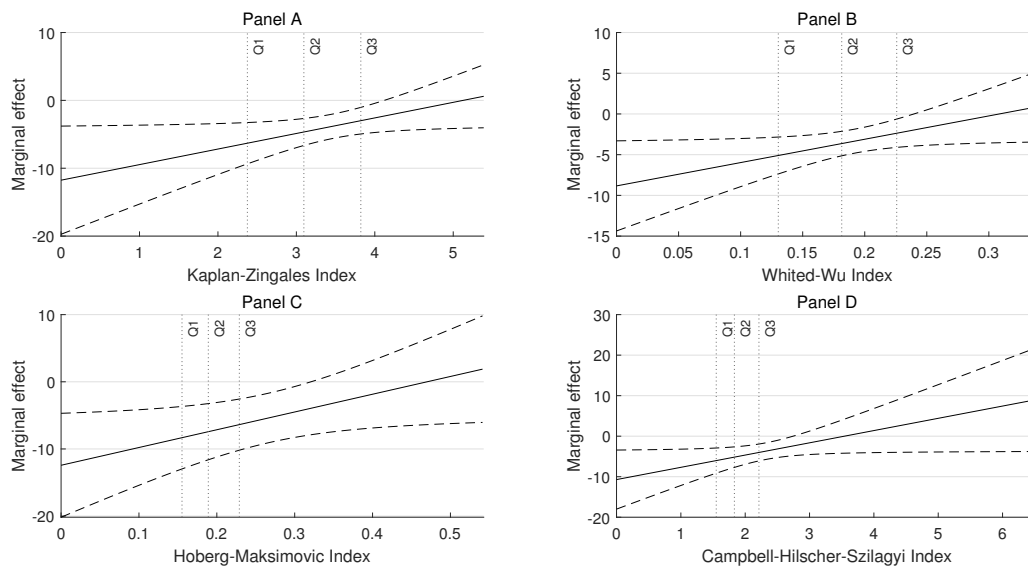 Panel A
10
0
-10
-20
Marginal effect
Q1
Q2
Q3
0
1
2
3
4
5
Kaplan-Zingales Index
Panel B
10
5
0
-5
-10
-15
Marginal effect
Q1
Q2
Q3
0
0.05
0.1
0.15
0.2
0.25
0.3
Whited-Wu Index
Panel C
10
0
-10
-20
Marginal effect
Q1
Q2
Q3
0
0.1
0.2
0.3
0.4
0.5
Hoberg-Maksimovic Index
Panel D
30
20
10
0
-10
-20
Marginal effect
Q1
Q2
Q3
0
1
2
3
4
5
6
Campbell-Hilscher-Szilagyi Index